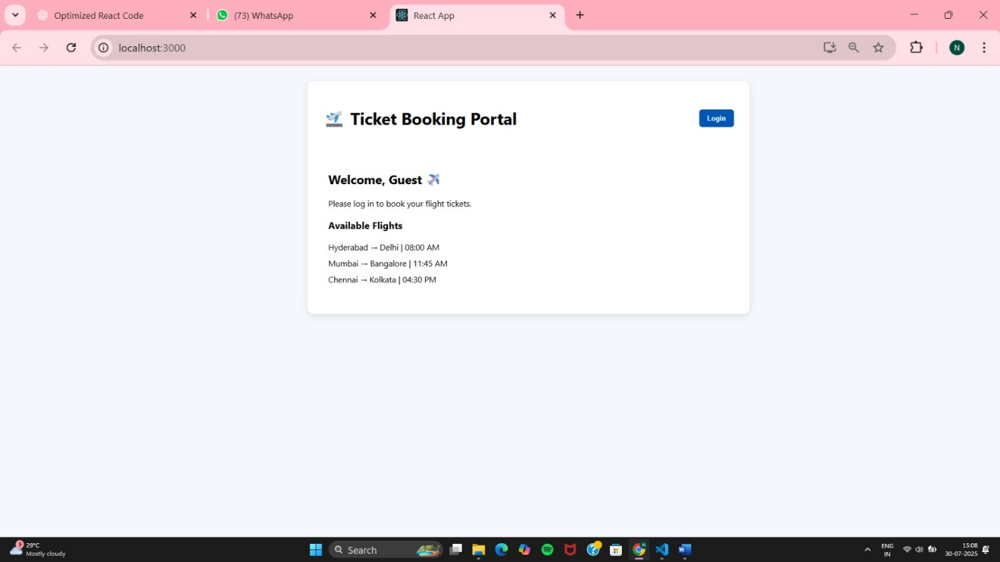 Optimized React Code
(73) WhatsApp
React App
localhost:3000
N
Ticket Booking Portal
Login
Welcome, Guest
Please log in to book your flight tickets.
Available Flights
Hyderabad → Delhi | 08:00 AM
Mumbai → Bangalore | 11:45 AM
Chennai → Kolkata | 04:30 PM
9
29°C
Mostly cloudy
Search
ENG
IN
15:08
30-07-2025